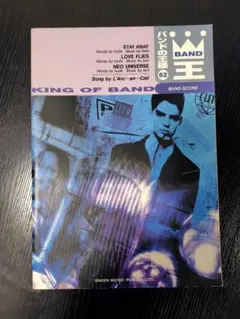 STAY AWAY
Words by hyde Music by tetsu
LOVE FLIES
Words by hyde Music by ken
NEO UNIVERSE
Words by hyde Music by ken
Song by L'Arc~en~Ciel
バンドの王様
62
BAND
王
KING OF BAND
BAND SCORE